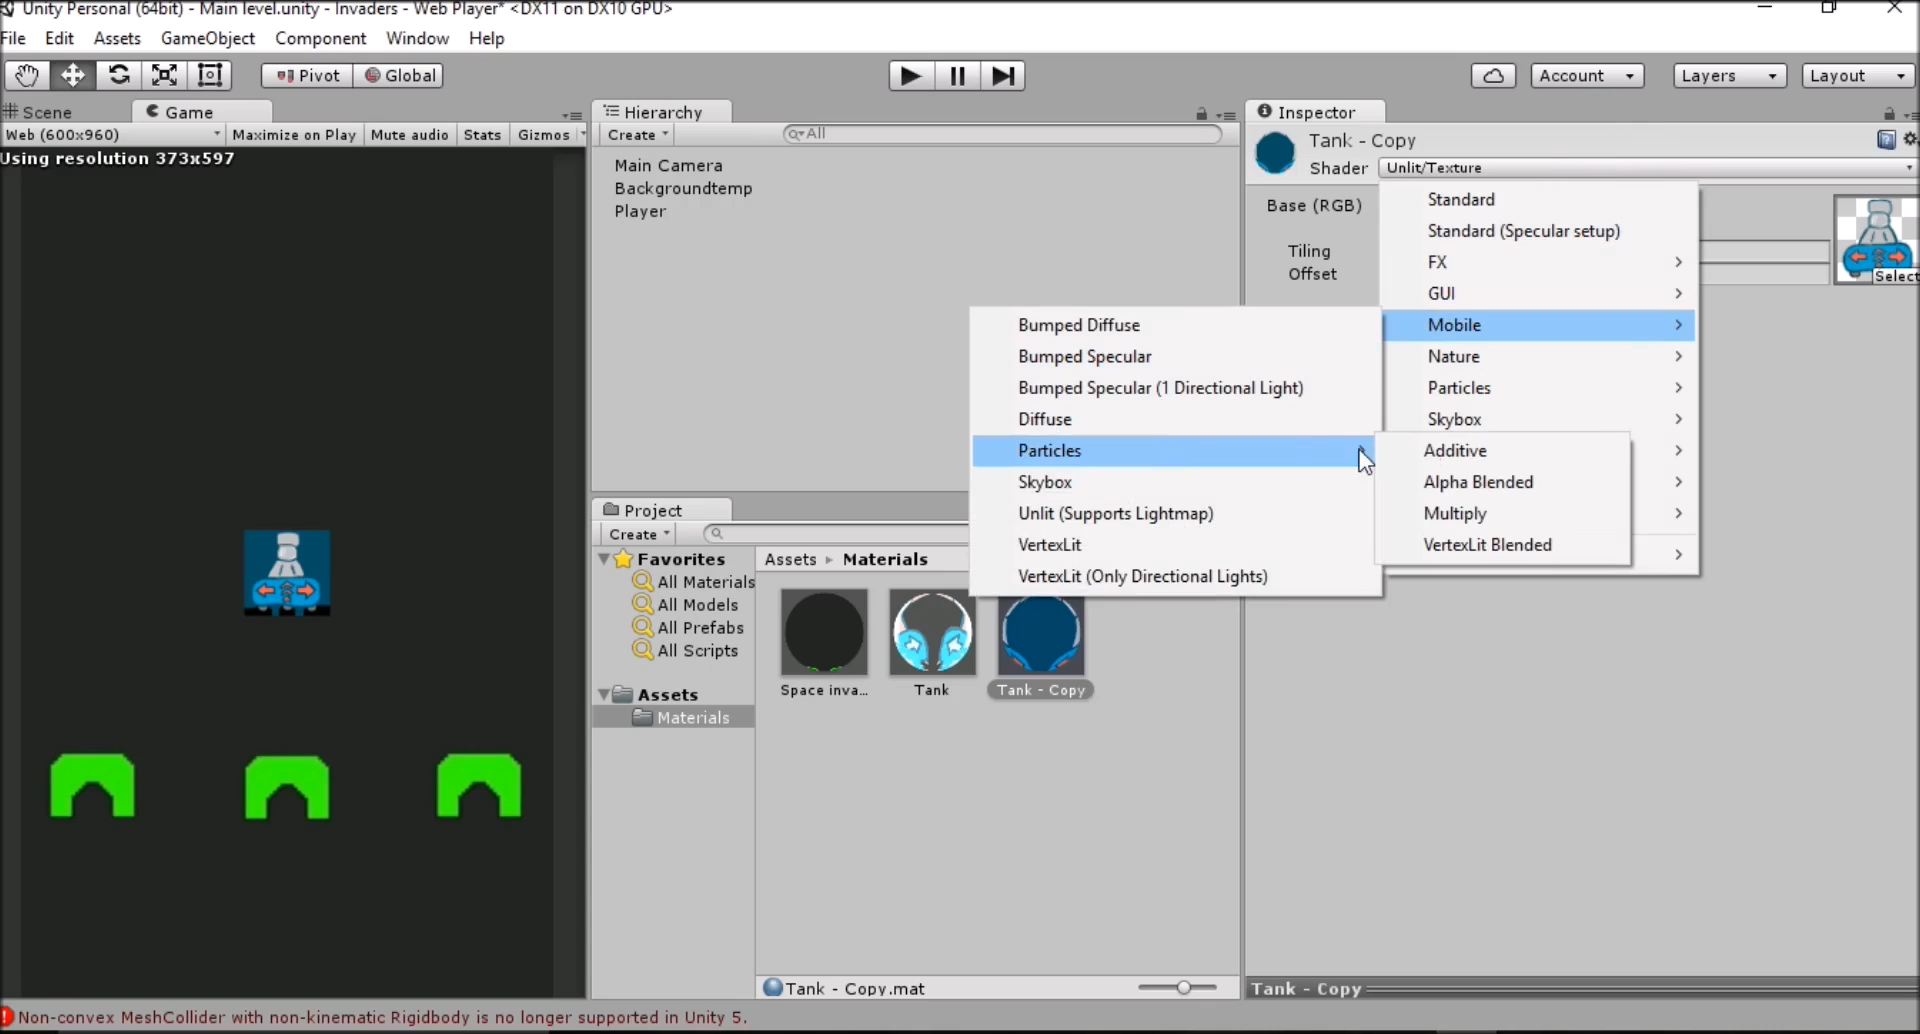 Unity Personal (64bit) - Main level.unity - Invaders - Web Player* <DX11 on DX10 GPU>
File Edit Assets GameObject Component Window Help
Pivot Global Account Layers Layout
Scene Game
Web (600x960) Maximize on Play Mute audio Stats Gizmos
Using resolution 373x597
Hierarchy
Create All
Main Camera
Backgroundtemp
Player
Inspector
Tank - Copy
Shader Unlit/Texture
Base (RGB)
Tiling
Offset
Select
Standard
Standard (Specular setup)
FX
GUI
Mobile
Nature
Particles
Skybox
Bumped Diffuse
Bumped Specular
Bumped Specular (1 Directional Light)
Diffuse
Particles
Skybox
Unlit (Supports Lightmap)
VertexLit
VertexLit (Only Directional Lights)
Additive
Alpha Blended
Multiply
VertexLit Blended
Project
Create
Favorites
All Materials
All Models
All Prefabs
All Scripts
Assets
Materials
Assets Materials
Space inva... Tank Tank - Copy
Tank - Copy.mat
Tank - Copy
Non-convex MeshCollider with non-kinematic Rigidbody is no longer supported in Unity 5.